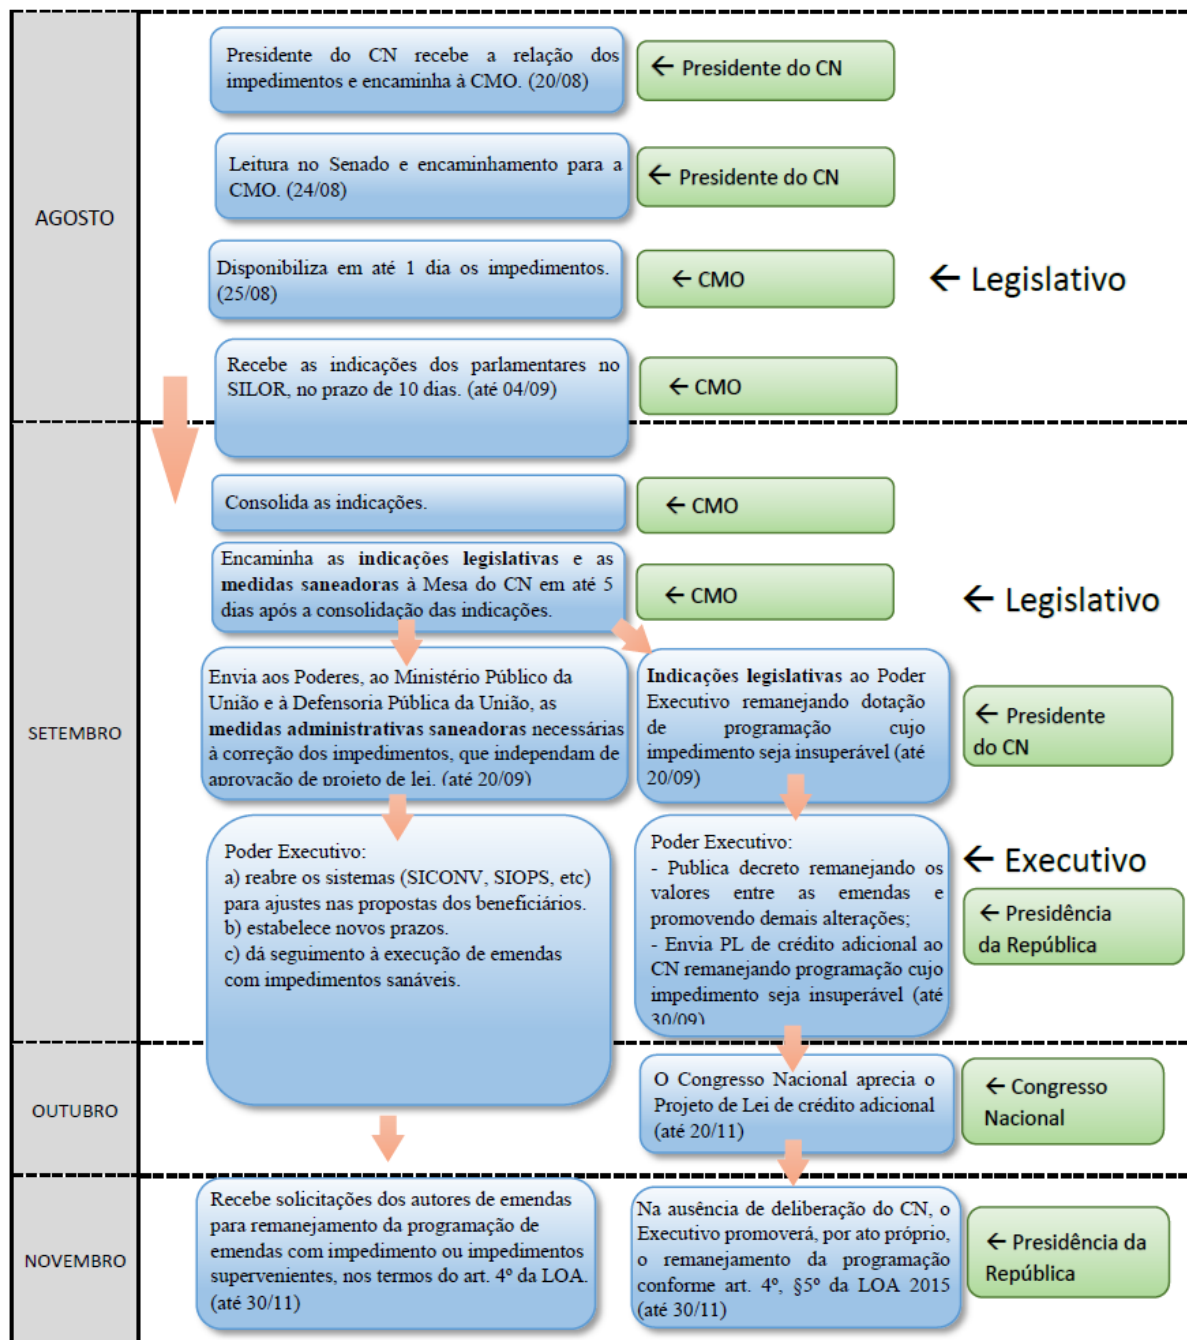 AGOSTO
Presidente do CN recebe a relação dos
impedimentos e encaminha à CMO. (20/08)
← Presidente do CN
Leitura no Senado e encaminhamento para a
CMO. (24/08)
← Presidente do CN
Disponibiliza em até 1 dia os impedimentos.
(25/08)
← CMO
← Legislativo
Recebe as indicações dos parlamentares no
SILOR, no prazo de 10 dias. (até 04/09)
← CMO
SETEMBRO
Consolida as indicações.
← CMO
Encaminha as indicações legislativas e as
medidas saneadoras à Mesa do CN em até 5
dias após a consolidação das indicações.
← CMO
← Legislativo
Envia aos Poderes, ao Ministério Público da
União e à Defensoria Pública da União, as
medidas administrativas saneadoras necessárias
à correção dos impedimentos, que independam de
aprovação de projeto de lei. (até 20/09)
Indicações legislativas ao Poder
Executivo remanejando dotação
de programação cujo
impedimento seja insuperável (até
20/09)
← Presidente
do CN
Poder Executivo:
a) reabre os sistemas (SICONV, SIOPS, etc)
para ajustes nas propostas dos beneficiários.
b) estabelece novos prazos.
c) dá seguimento à execução de emendas
com impedimentos sanáveis.
Poder Executivo:
- Publica decreto remanejando os
valores entre as emendas e
promovendo demais alterações;
- Envia PL de crédito adicional ao
CN remanejando programação cujo
impedimento seja insuperável (até
30/09)
← Executivo
← Presidência
da República
OUTUBRO
O Congresso Nacional aprecia o
Projeto de Lei de crédito adicional
(até 20/11)
← Congresso
Nacional
NOVEMBRO
Recebe solicitações dos autores de emendas
para remanejamento da programação de
emendas com impedimento ou impedimentos
supervenientes, nos termos do art. 4º da LOA.
(até 30/11)
Na ausência de deliberação do CN, o
Executivo promoverá, por ato próprio,
o remanejamento da programação
conforme art. 4º, §5º da LOA 2015
(até 30/11)
← Presidência da
República